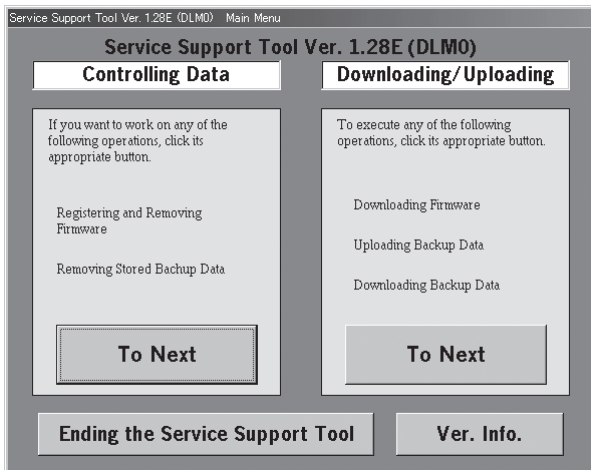 Service Support Tool Ver. 1.28E (DLM0) Main Menu
Service Support Tool Ver. 1.28E (DLM0)
Controlling Data
If you want to work on any of the
following operations, click its
appropriate button.
Registering and Removing
Firmware
Removing Stored Bachup Data
To Next
Downloading/Uploading
To execute any of the following
operations, click its appropriate button.
Downloading Firmware
Uploading Backup Data
Downloading Backup Data
To Next
Ending the Service Support Tool
Ver. Info.